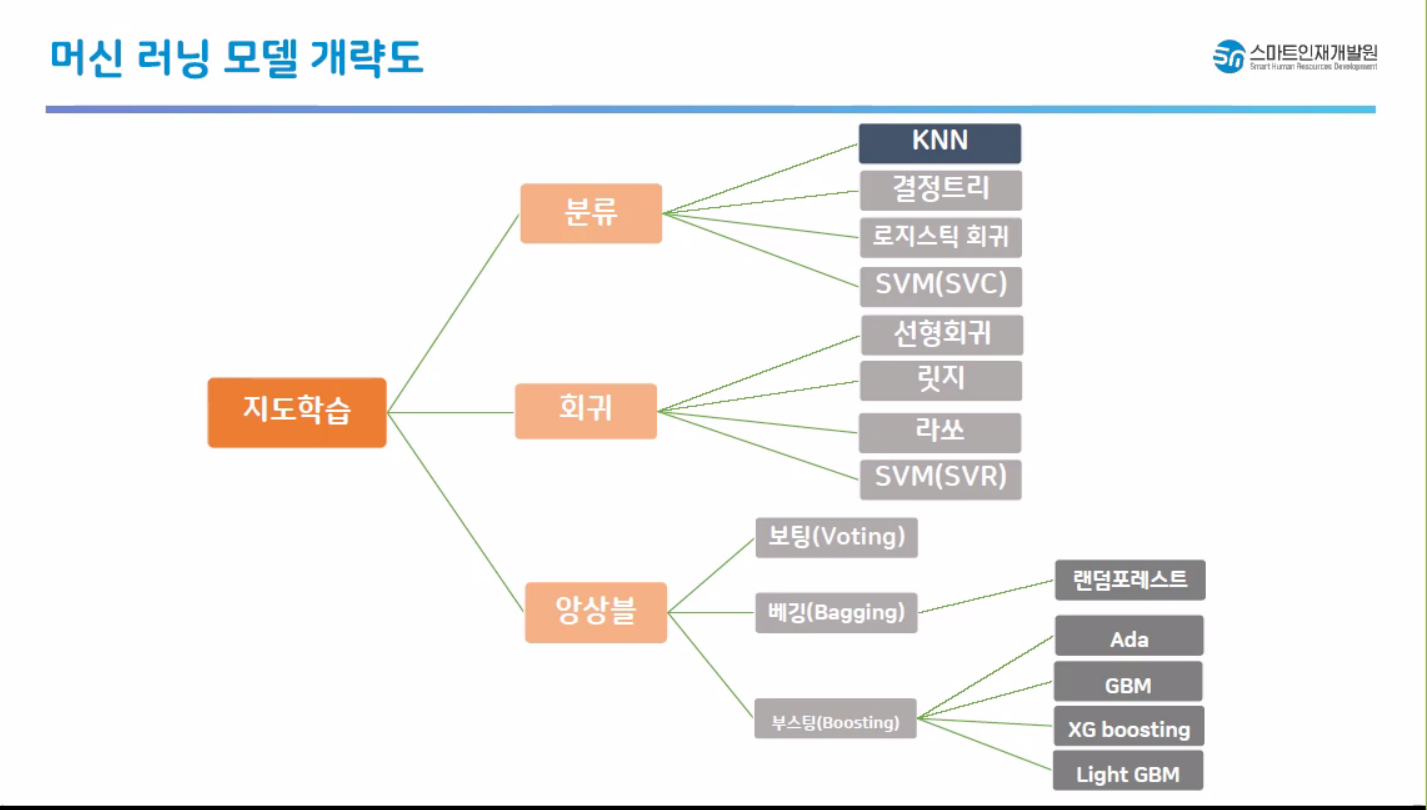 머신 러닝 모델 개략도
스마트인재개발원
Smart Human Resources Development
KNN
결정트리
분류
로지스틱 회귀
SVM(SVC)
선형회귀
릿지
지도학습
회귀
라쏘
SVM(SVR)
보팅(Voting)
랜덤포레스트
앙상블
베깅(Bagging)
Ada
GBM
부스팅(Boosting)
XG boosting
Light GBM